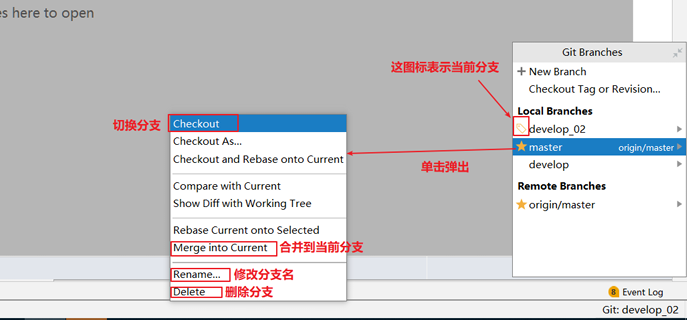 es here to open
Git Branches
这图标表示当前分支
+ New Branch
Checkout Tag or Revision...
Local Branches
develop_02
master origin/master
develop
Remote Branches
origin/master
切换分支
Checkout
Checkout As...
Checkout and Rebase onto Current
单击弹出
Compare with Current
Show Diff with Working Tree
Rebase Current onto Selected
Merge into Current 合并到当前分支
Rename... 修改分支名
Delete 删除分支
8 Event Log
Git: develop_02